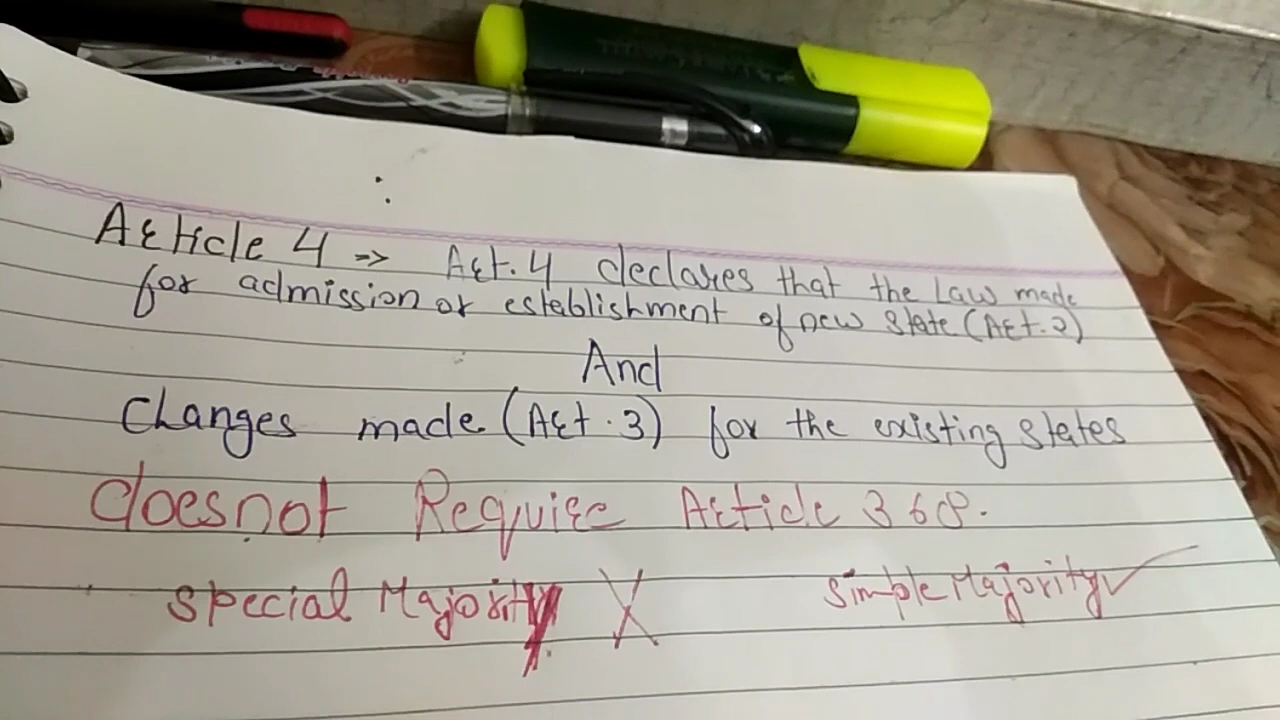 Article 4 => Art. 4 declares that the Law made
for admission or establishment of new State (Art. 2)
And
Changes made (Art. 3) for the existing states
doesnot Require Article 368.
Special Majority X Simple Majority ✓